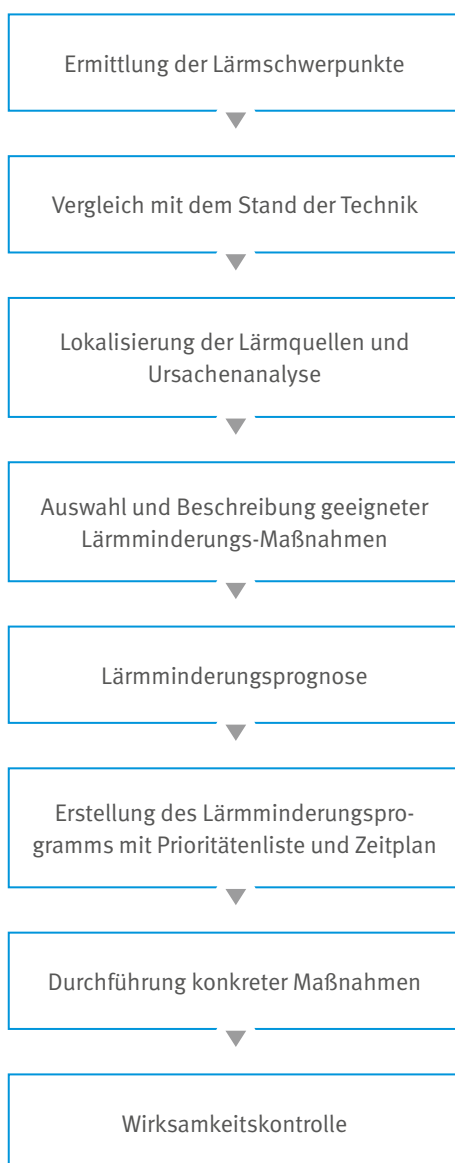 Ermittlung der Lärmschwerpunkte
Vergleich mit dem Stand der Technik
Lokalisierung der Lärmquellen und
Ursachenanalyse
Auswahl und Beschreibung geeigneter
Lärmminderungs-Maßnahmen
Lärmminderungsprognose
Erstellung des Lärmminderungspro-
gramms mit Prioritätenliste und Zeitplan
Durchführung konkreter Maßnahmen
Wirksamkeitskontrolle